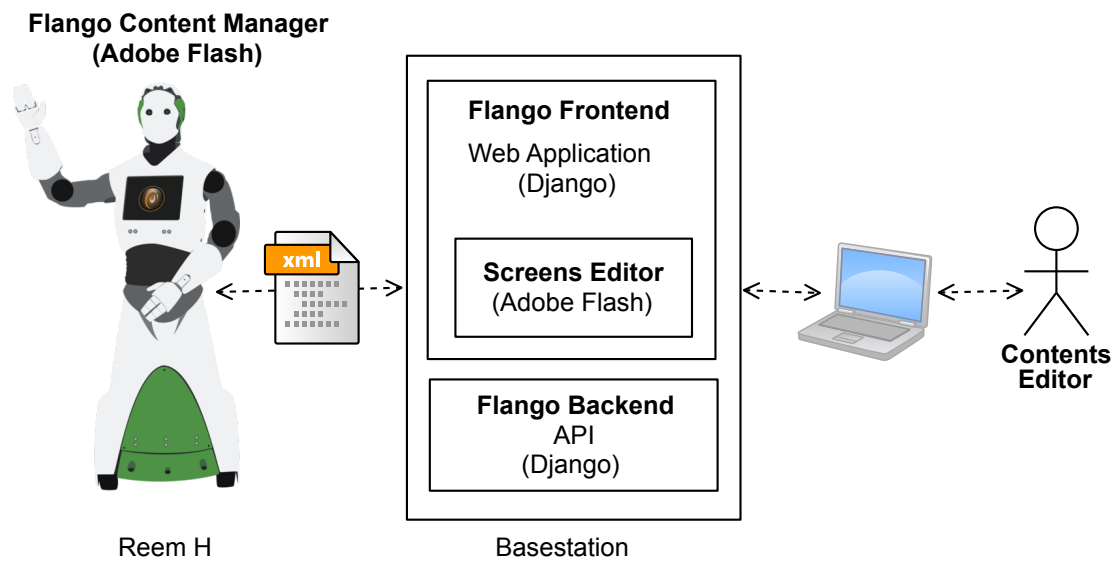 Flango Content Manager
(Adobe Flash)
Flango Frontend
Web Application
(Django)
xml
Screens Editor
(Adobe Flash)
Contents
Editor
Flango Backend
API
(Django)
Reem H
Basestation